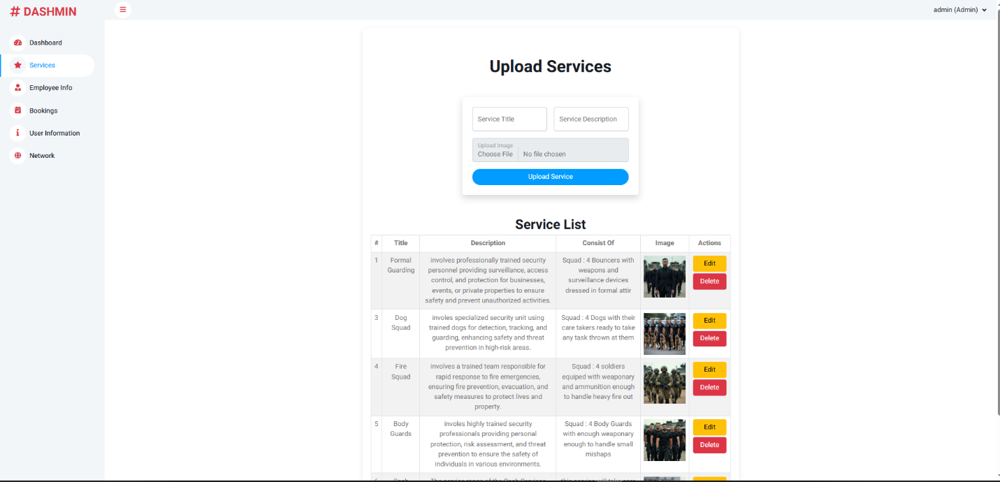 # DASHMIN
admin (Admin)
Dashboard
Services
Employee Info
Bookings
User Information
Network
Upload Services
Service Title
Service Description
Upload Image
Choose File No file chosen
Upload Service
Service List
# Title Description Consist Of Image Actions
1
Formal
Guarding
involves professionally trained security
personnel providing surveillance, access
control, and protection for businesses,
events, or private properties to ensure
safety and prevent unauthorized activities.
Squad : 4 Bouncers with
weapons and
surveillance devices
dressed in formal attir
Edit
Delete
3
Dog
Squad
involes specialized security unit using
trained dogs for detection, tracking, and
guarding, enhancing safety and threat
prevention in high-risk areas.
Squad : 4 Dogs with their
care takers ready to take
any task thrown at them
Edit
Delete
4
Fire
Squad
involves a trained team responsible for
rapid response to fire emergencies,
ensuring fire prevention, evacuation, and
safety measures to protect lives and
property.
Squad : 4 soldiers
equiped with weaponary
and ammunition enough
to handle heavy fire out
Edit
Delete
5
Body
Guards
involes highly trained security
professionals providing personal
protection, risk assessment, and threat
prevention to ensure the safety of
individuals in various environments.
Squad : 4 Body Guards
with enough weaponary
enough to handle small
mishaps
Edit
Delete